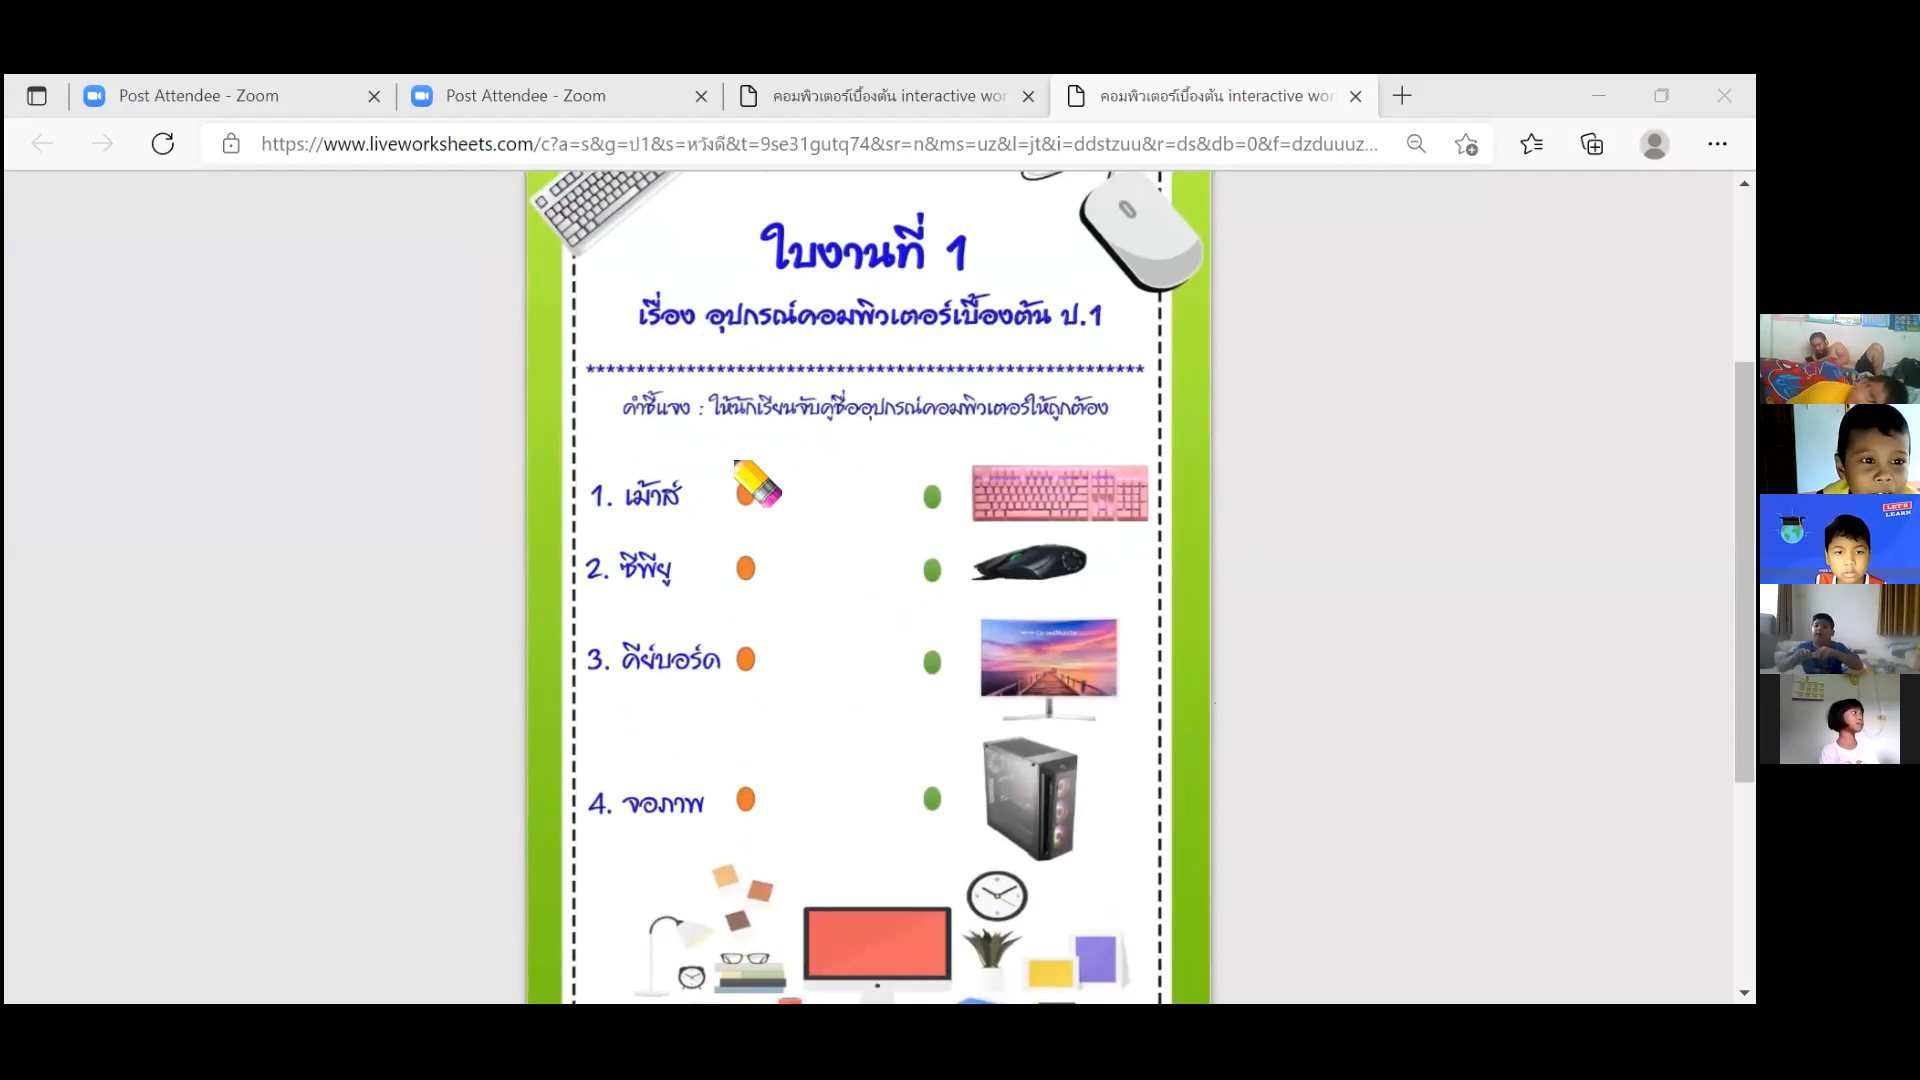 Post Attendee - Zoom
Post Attendee - Zoom
คอมพิวเตอร์เบื้องต้น interactive wor
คอมพิวเตอร์เบื้องต้น interactive wor
https://www.liveworksheets.com/c?a=s&g=ป1&s=หวังดี&t=9se31gutq74&sr=n&ms=uz&l=jt&i=ddstzuu&r=ds&db=0&f=dzduuuz...
ใบงานที่ 1
เรื่อง อุปกรณ์คอมพิวเตอร์เบื้องต้น ป.1
คำชี้แจง : ให้นักเรียนจับคู่ชื่ออุปกรณ์คอมพิวเตอร์ให้ถูกต้อง
1. เม้าส์
2. ซีพียู
3. คีย์บอร์ด
4. จอภาพ
LET'S
LEARN